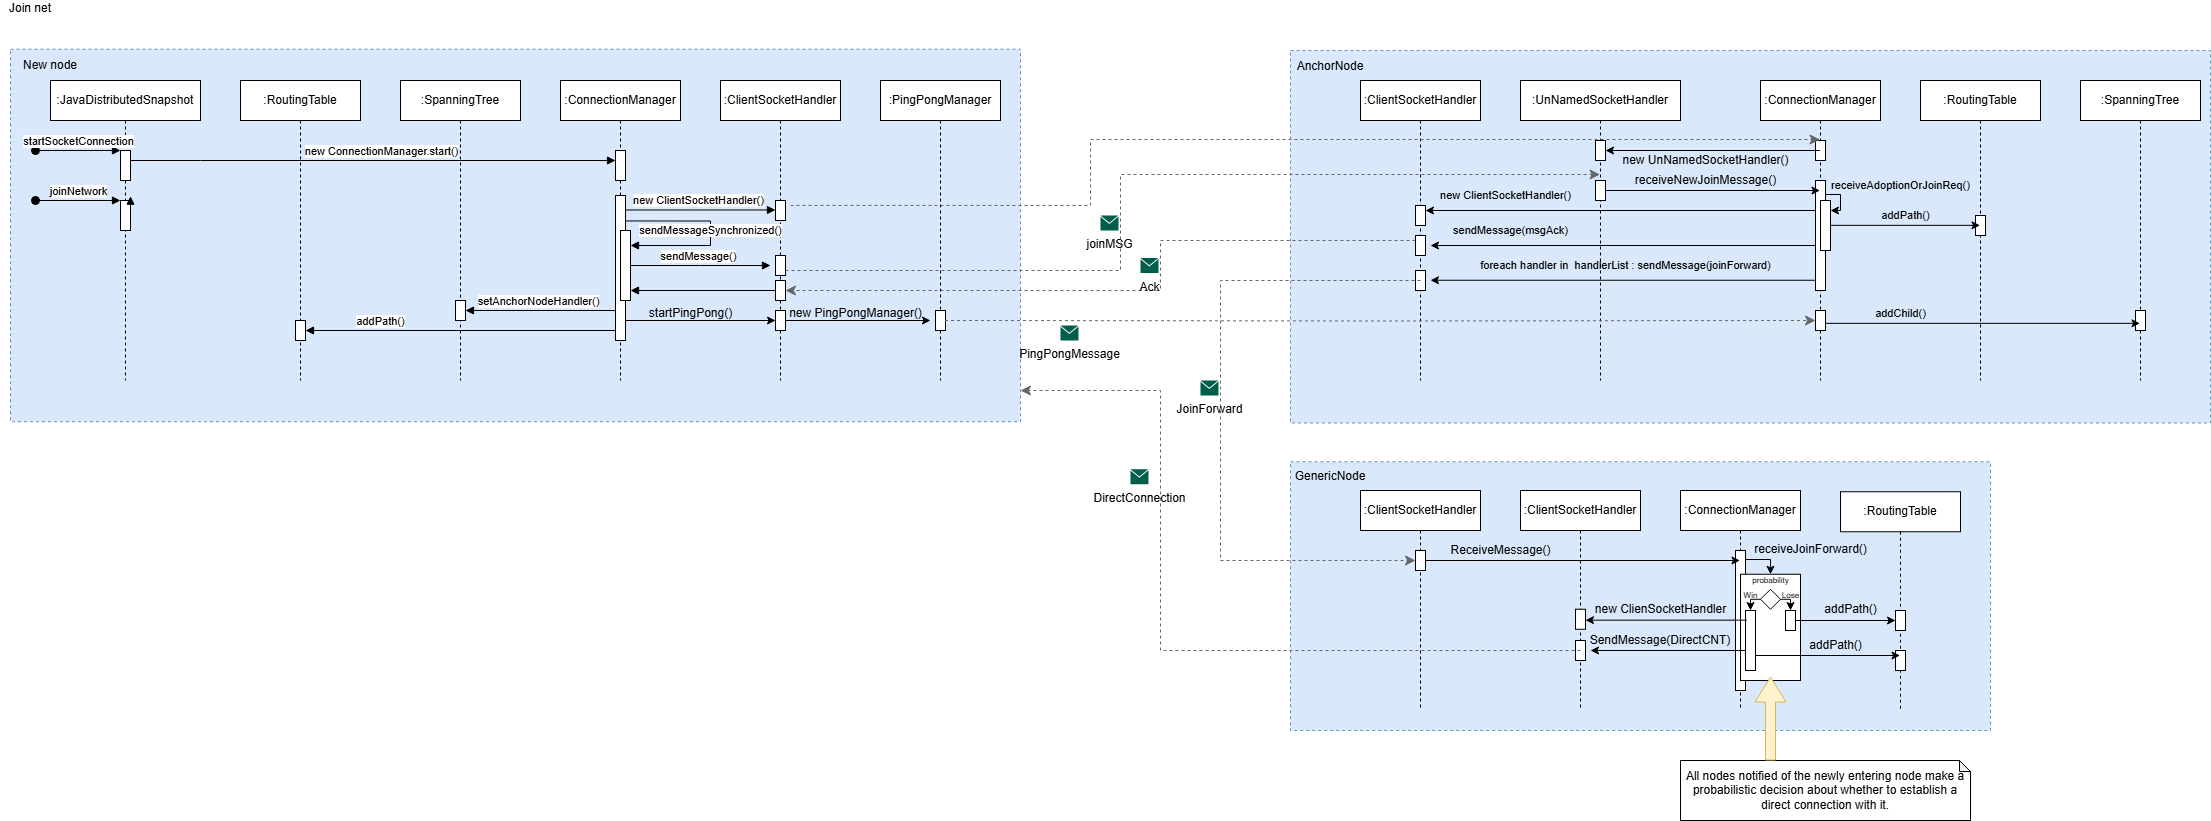 Join net
New node
:JavaDistributedSnapshot
:RoutingTable
:SpanningTree
:ConnectionManager
:ClientSocketHandler
:PingPongManager
startSocketConnection
new ConnectionManager.start()
joinNetwork
new ClientSocketHandler()
sendMessageSynchronized()
sendMessage()
setAnchorNodeHandler()
addPath()
startPingPong()
new PingPongManager()
joinMSG
Ack
PingPongMessage
JoinForward
DirectConnection
AnchorNode
:ClientSocketHandler
:UnNamedSocketHandler
:ConnectionManager
:RoutingTable
:SpanningTree
new UnNamedSocketHandler()
receiveNewJoinMessage()
receiveAdoptionOrJoinReq()
new ClientSocketHandler()
addPath()
sendMessage(msgAck)
foreach handler in handlerList : sendMessage(joinForward)
addChild()
GenericNode
:ClientSocketHandler
:ClientSocketHandler
:ConnectionManager
:RoutingTable
ReceiveMessage()
receiveJoinForward()
probability
Win
Lose
new ClienSocketHandler
addPath()
SendMessage(DirectCNT)
addPath()
All nodes notified of the newly entering node make a
probabilistic decision about whether to establish a
direct connection with it.